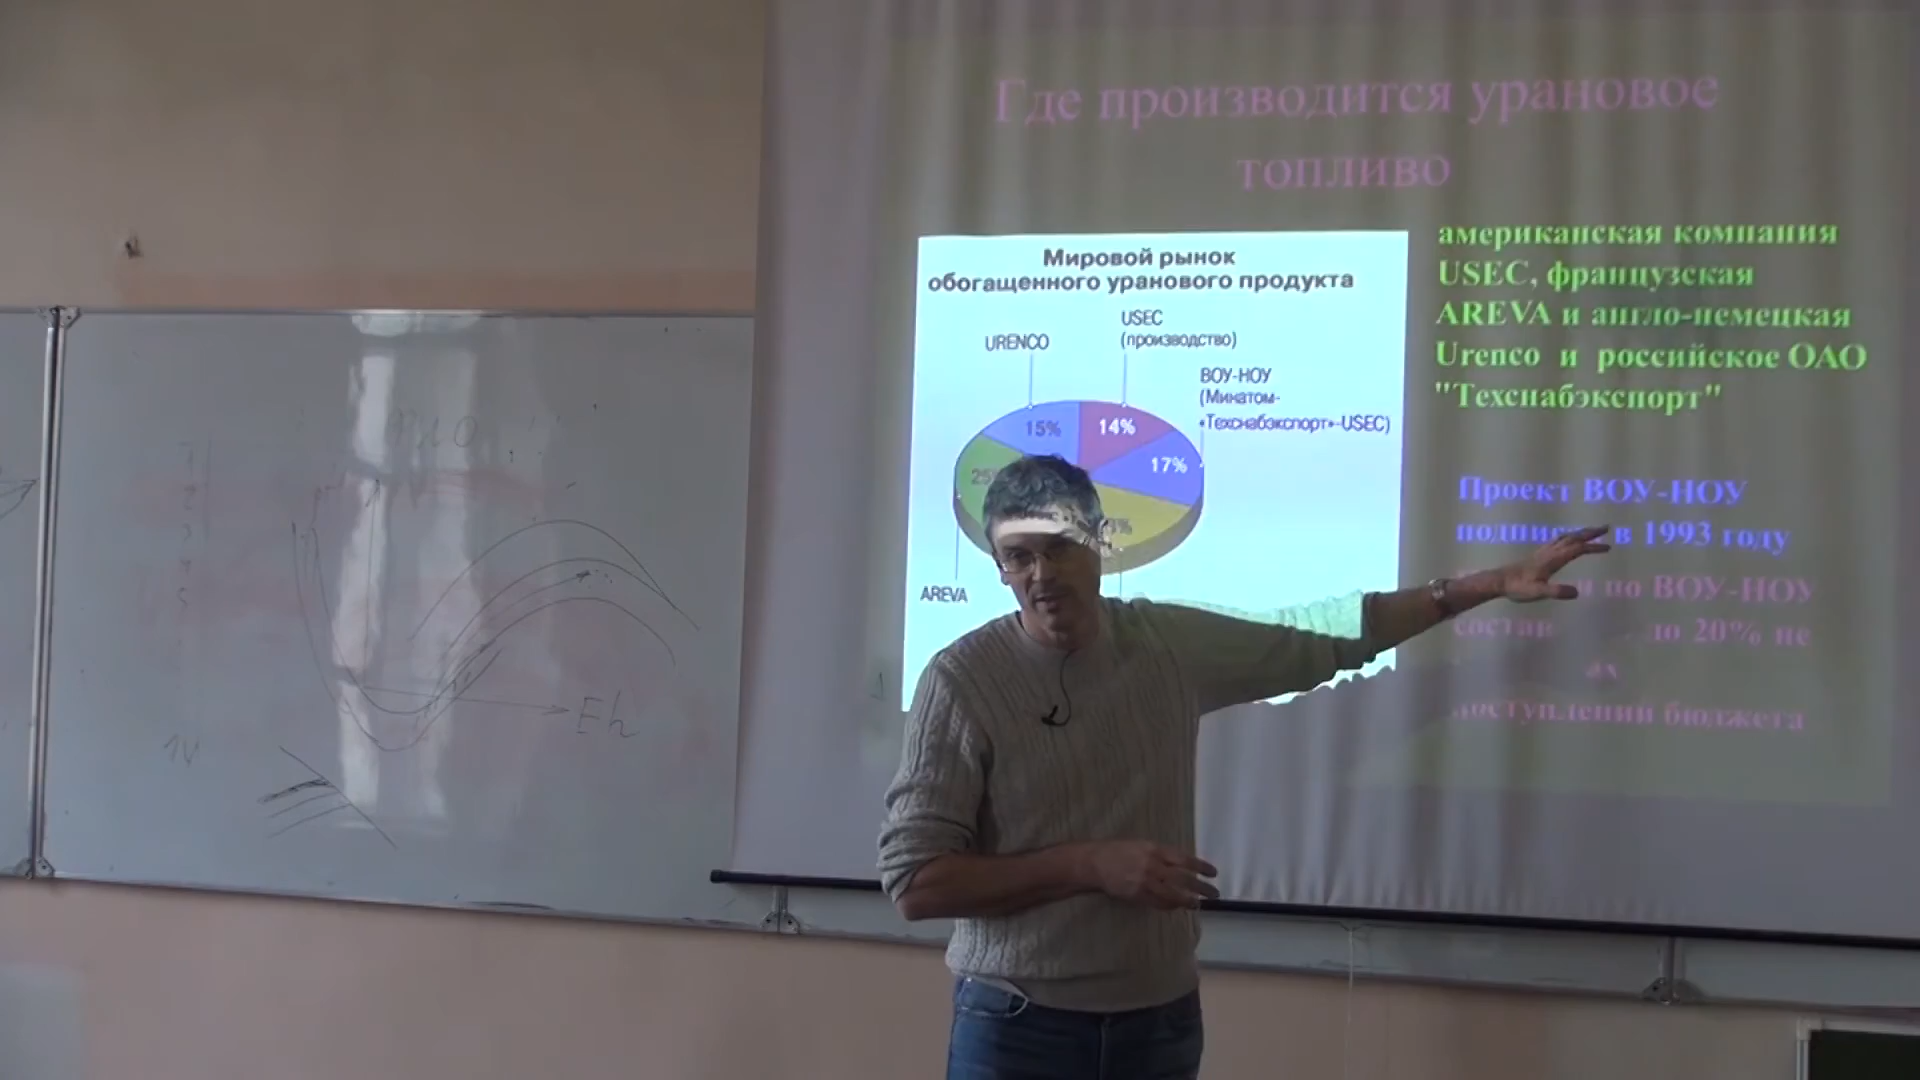 Где производится урановое
топливо
Мировой рынок
обогащенного уранового продукта
URENCO
USEC
(производство)
ВОУ-НОУ
(Минатом-
«Техснабэкспорт»-USEC)
15%
14%
17%
AREVA
американская компания
USEC, французская
AREVA и англо-немецкая
Urenco и российское ОАО
"Техснабэкспорт"
Проект ВОУ-НОУ
в 1993 году
по ВОУ-НОУ
до 20% не
поступлений бюджета
Eh